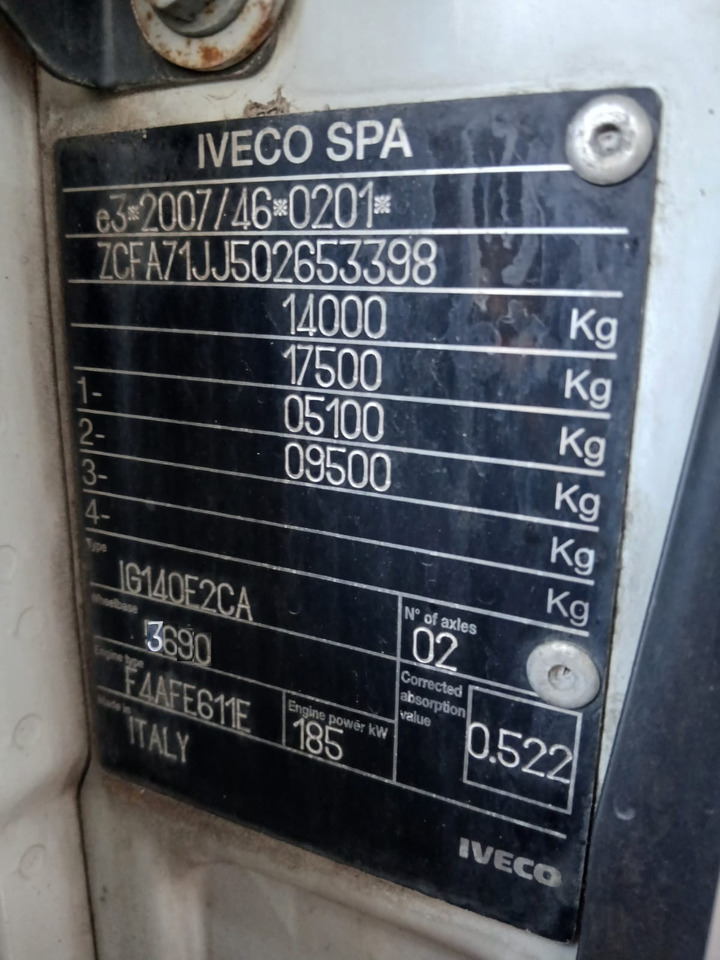 IVECO SPA
e3*2007/46*0201*
ZCFA71JJ502653398
14000 Kg
17500 Kg
1- 05100 Kg
2- 09500 Kg
3- Kg
4- Kg
Type
IG140E2CA
N° of axles
02
Wheelbase
3690
Engine type
F4AFE611E
Engine power kW
185
Corrected absorption value
0.522
Made in
ITALY
IVECO